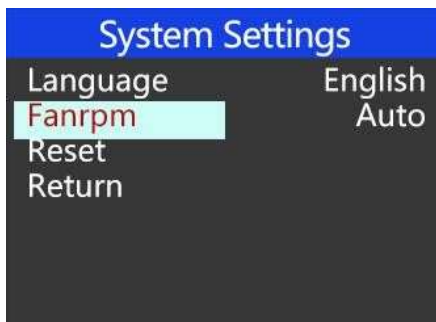 System Settings
Language English
Fanrpm Auto
Reset
Return